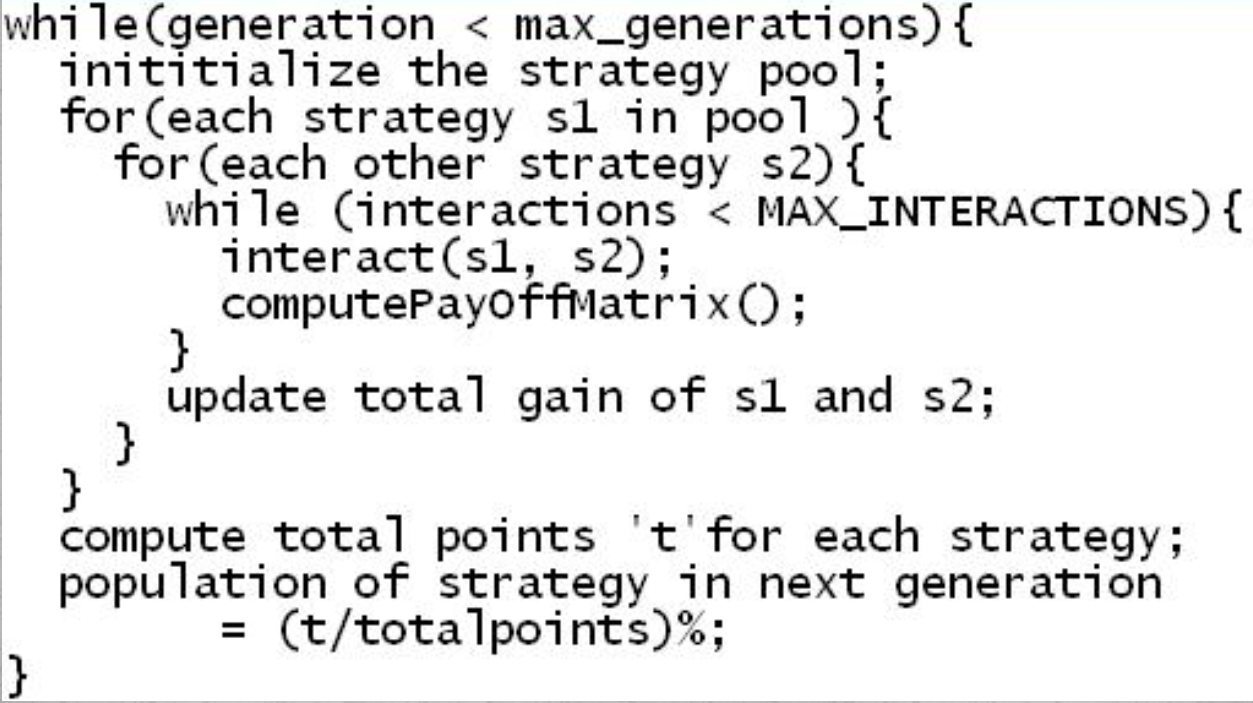 while(generation < max_generations){
inititialize the strategy pool;
for(each strategy s1 in pool ){
for(each other strategy s2){
while (interactions < MAX_INTERACTIONS){
interact(s1, s2);
computePayOffMatrix();
}
update total gain of s1 and s2;
}
}
compute total points 't'for each strategy;
population of strategy in next generation
= (t/totalpoints)%;
}